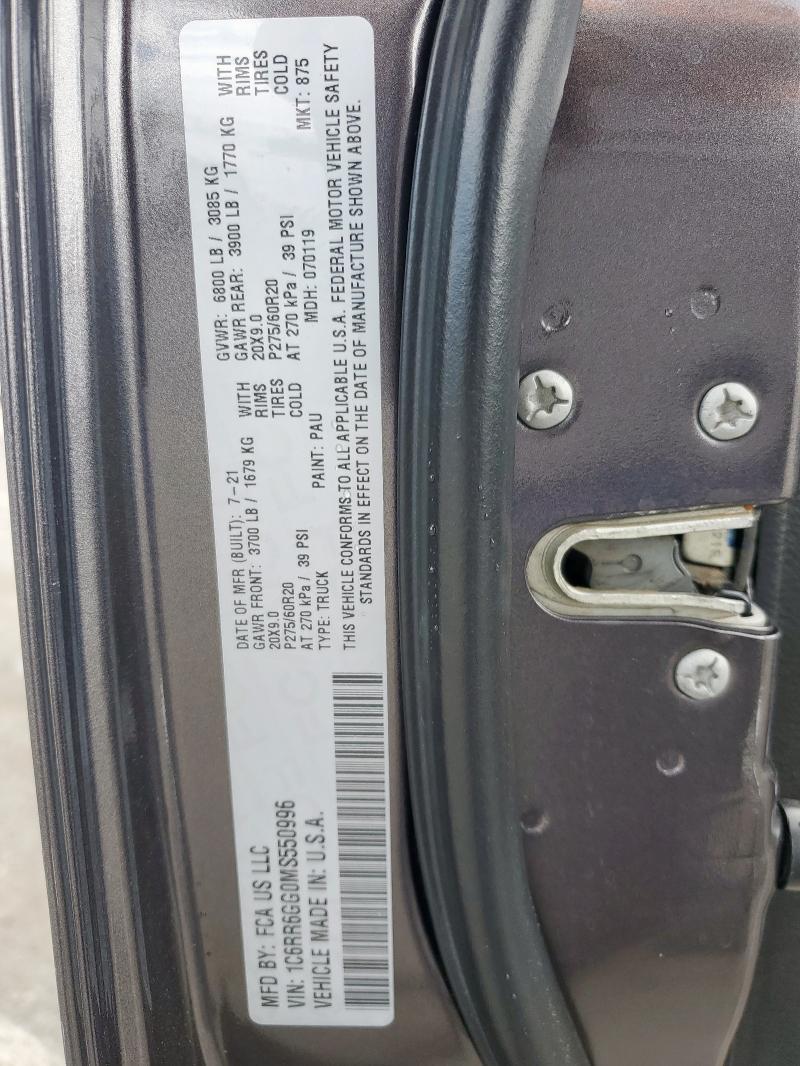 MFD BY: FCA US LLC
VIN: 1C6RR6GG0MS550996
VEHICLE MADE IN: U.S.A.
DATE OF MFR (BUILT): 7-21
GAWR FRONT: 3700 LB / 1679 KG WITH
20X9.0 RIMS
P275/60R20 TIRES
AT 270 kPa / 39 PSI COLD
TYPE: TRUCK PAINT: PAU
GVWR: 6800 LB / 3085 KG
GAWR REAR: 3900 LB / 1770 KG WITH
20X9.0 RIMS
P275/60R20 TIRES
AT 270 kPa / 39 PSI COLD
MDH: 070119 MKT: 875
THIS VEHICLE CONFORMS TO ALL APPLICABLE U.S.A. FEDERAL MOTOR VEHICLE SAFETY
STANDARDS IN EFFECT ON THE DATE OF MANUFACTURE SHOWN ABOVE.